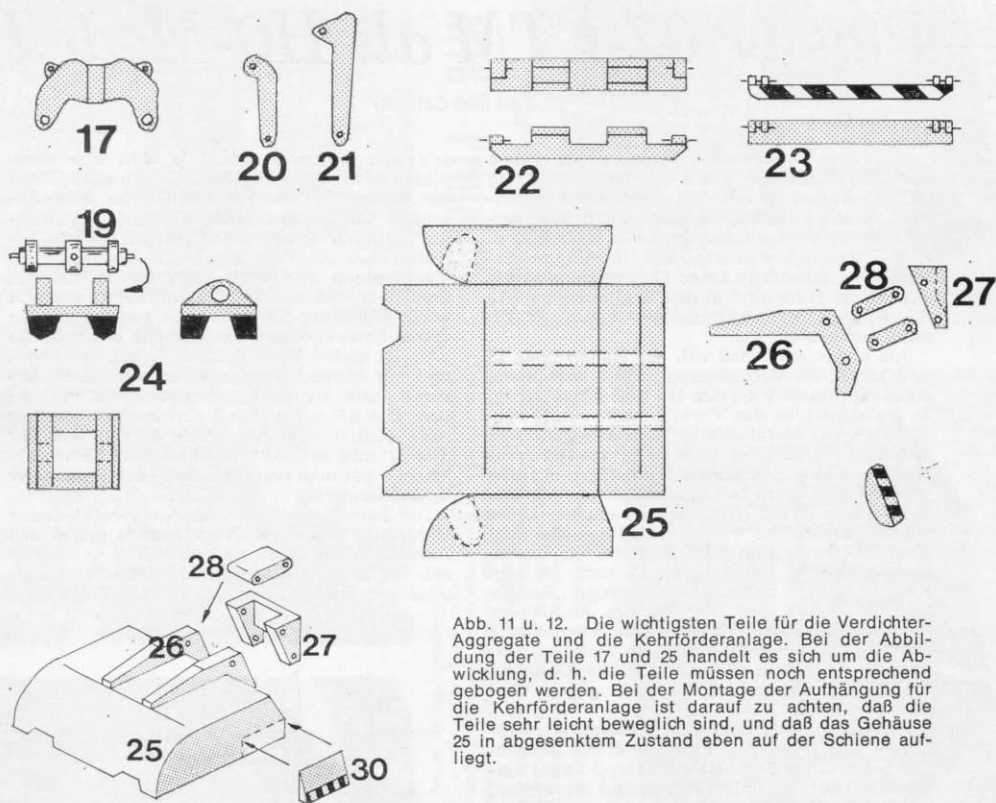 17
20
21
22
23
19
24
25
28
27
26
28
26
27
25
30
Abb. 11 u. 12. Die wichtigsten Teile für die Verdichter-
Aggregate und die Kehrförderanlage. Bei der Abbil-
dung der Teile 17 und 25 handelt es sich um die Ab-
wicklung, d. h. die Teile müssen noch entsprechend
gebogen werden. Bei der Montage der Aufhängung für
die Kehrförderanlage ist darauf zu achten, daß die
Teile sehr leicht beweglich sind, und daß das Gehäuse
25 in abgesenktem Zustand eben auf der Schiene auf-
liegt.